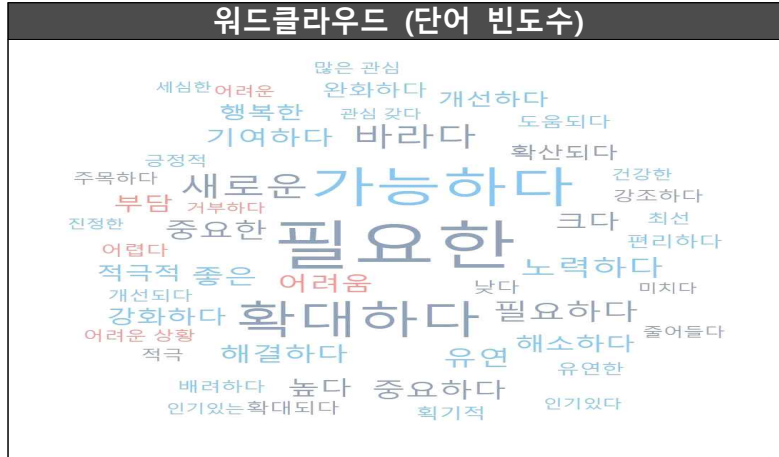 워드클라우드 (단어 빈도수)
많은 관심
세심한 어려운 완화하다 개선하다
행복한 관심 갖다 도움되다
기여하다 바라다 확산되다
긍정적 건강한
주목하다 새로운 가능하다 강조하다
부담 거부하다 크다 최선
진정한 중요한 필요한 편리하다
어렵다 노력하다
적극적 좋은 어려움 낮다 미치다
개선되다 확대하다 필요하다
강화하다 줄어들다
어려운 상황 해소하다
적극 해결하다 유연 유연한
배려하다 높다 중요하다
인기있는 확대되다 획기적 인기있다